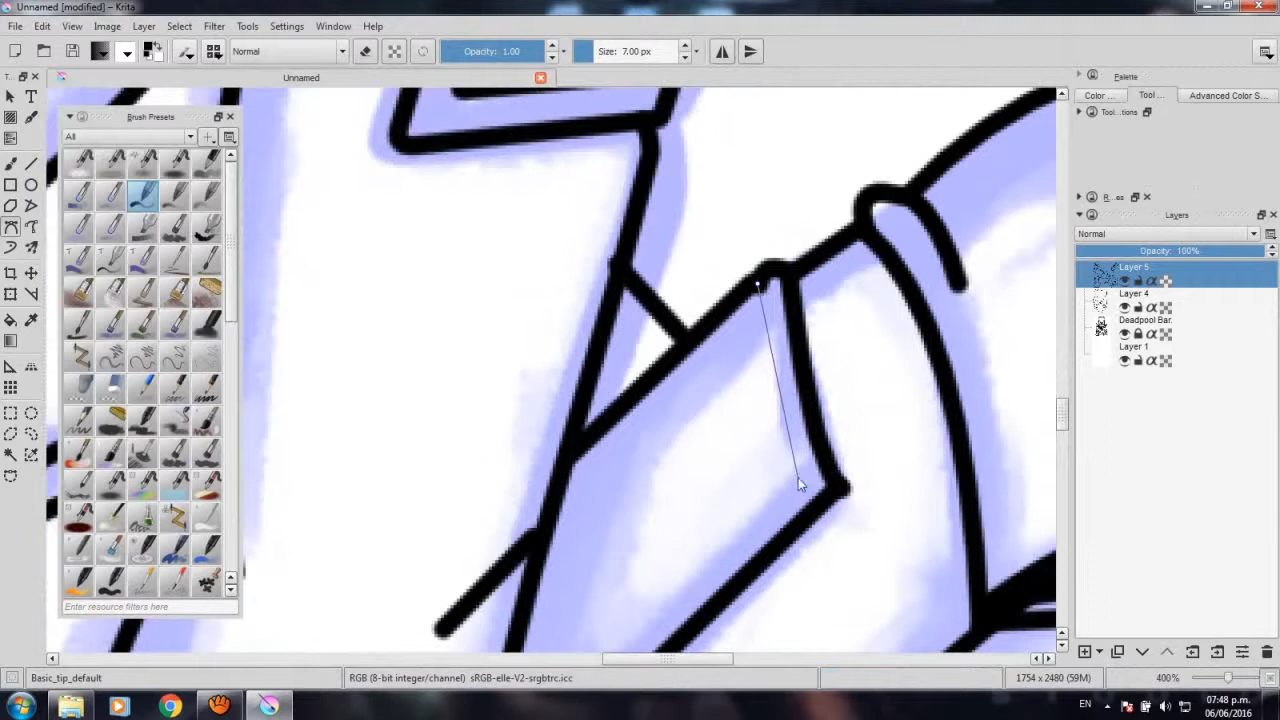 Unnamed [modified] – Krita
File Edit View Image Layer Select Filter Tools Settings Window Help
Normal Opacity: 1.00 Size: 7.00 px
T...
Unnamed
Palette
Color ... Tool ... Advanced Color S...
Tool...tions
Brush Presets
All
R...es
Layers
Normal
Opacity: 100%
Layer 5
Layer 4
Deadpool Bar.
Layer 1
Enter resource filters here
Basic_tip_default
RGB (8-bit integer/channel) sRGB-elle-V2-srgbtrc.icc
1754 x 2480 (59M)
400%
EN
07:48 p.m.
06/06/2016